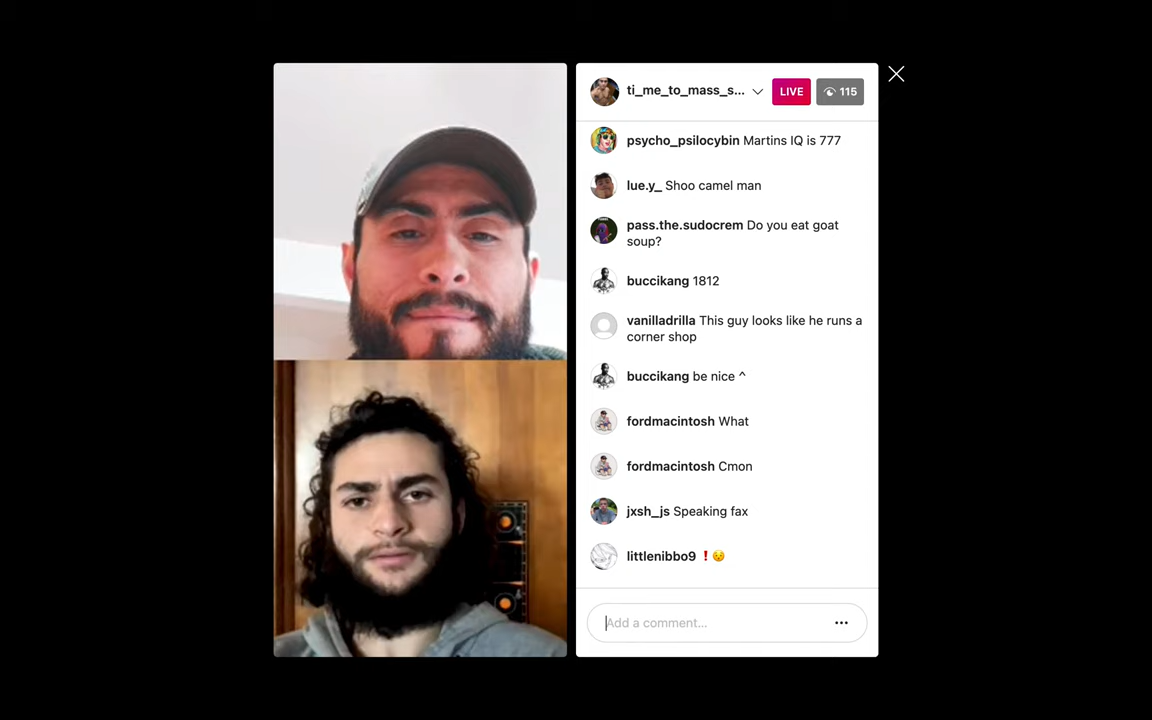 ti_me_to_mass_s...
LIVE
115
psycho_psilocybin Martins IQ is 777
lue.y_ Shoo camel man
pass.the.sudocrem Do you eat goat
soup?
buccikang 1812
vanilladrilla This guy looks like he runs a
corner shop
buccikang be nice ^
fordmacintosh What
fordmacintosh Cmon
jxsh_js Speaking fax
littlenibbo9 ❗😔
Add a comment...